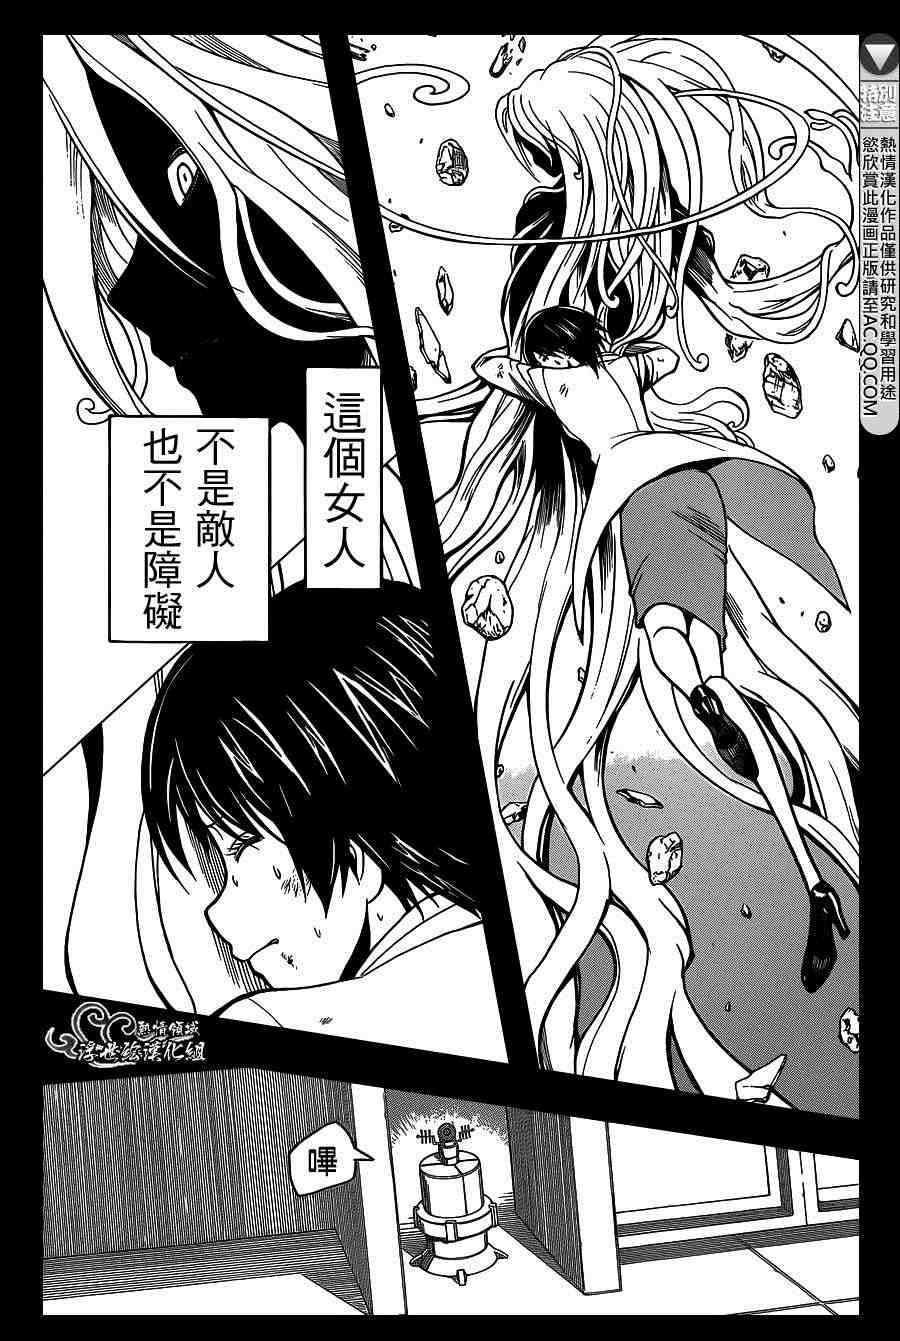 這個女人
不是敵人
也不是障礙
嗶
特別
注意
熱情漢化作品僅供研究和學習用途
慾欣賞此漫画正版請至AC.QQ.COM
熱情領域
浮世繪漢化組